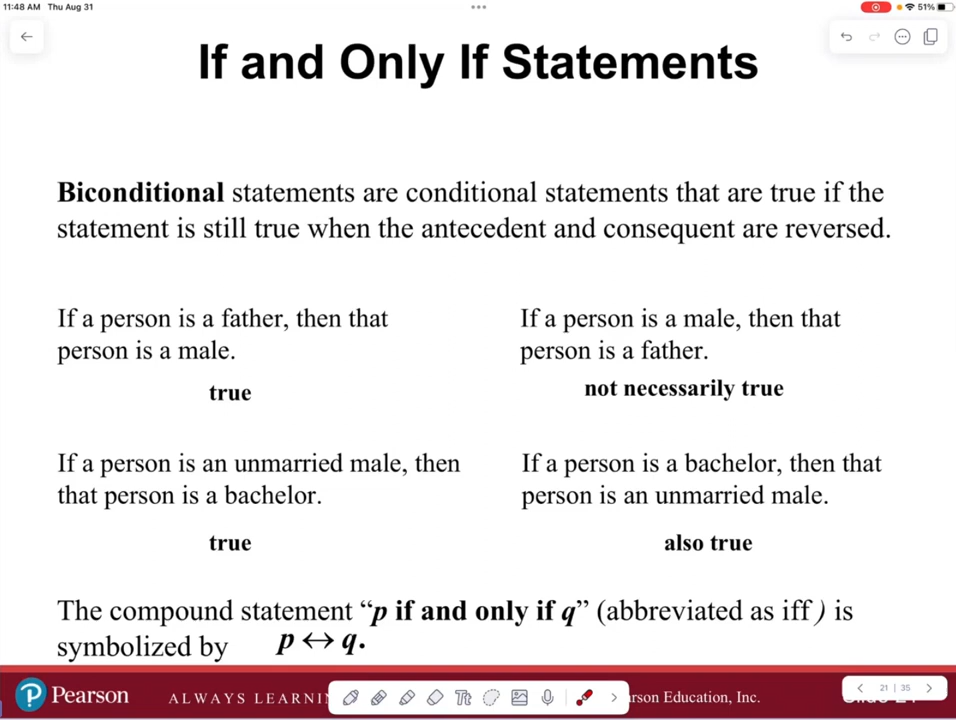 11:48 AM Thu Aug 31
51%
If and Only If Statements
Biconditional statements are conditional statements that are true if the
statement is still true when the antecedent and consequent are reversed.
If a person is a father, then that
person is a male.
true
If a person is a male, then that
person is a father.
not necessarily true
If a person is an unmarried male, then
that person is a bachelor.
true
If a person is a bachelor, then that
person is an unmarried male.
also true
The compound statement “p if and only if q” (abbreviated as iff ) is
symbolized by p ↔ q.
Pearson
ALWAYS LEARNI
Tt
rson Education, Inc.
21 | 35